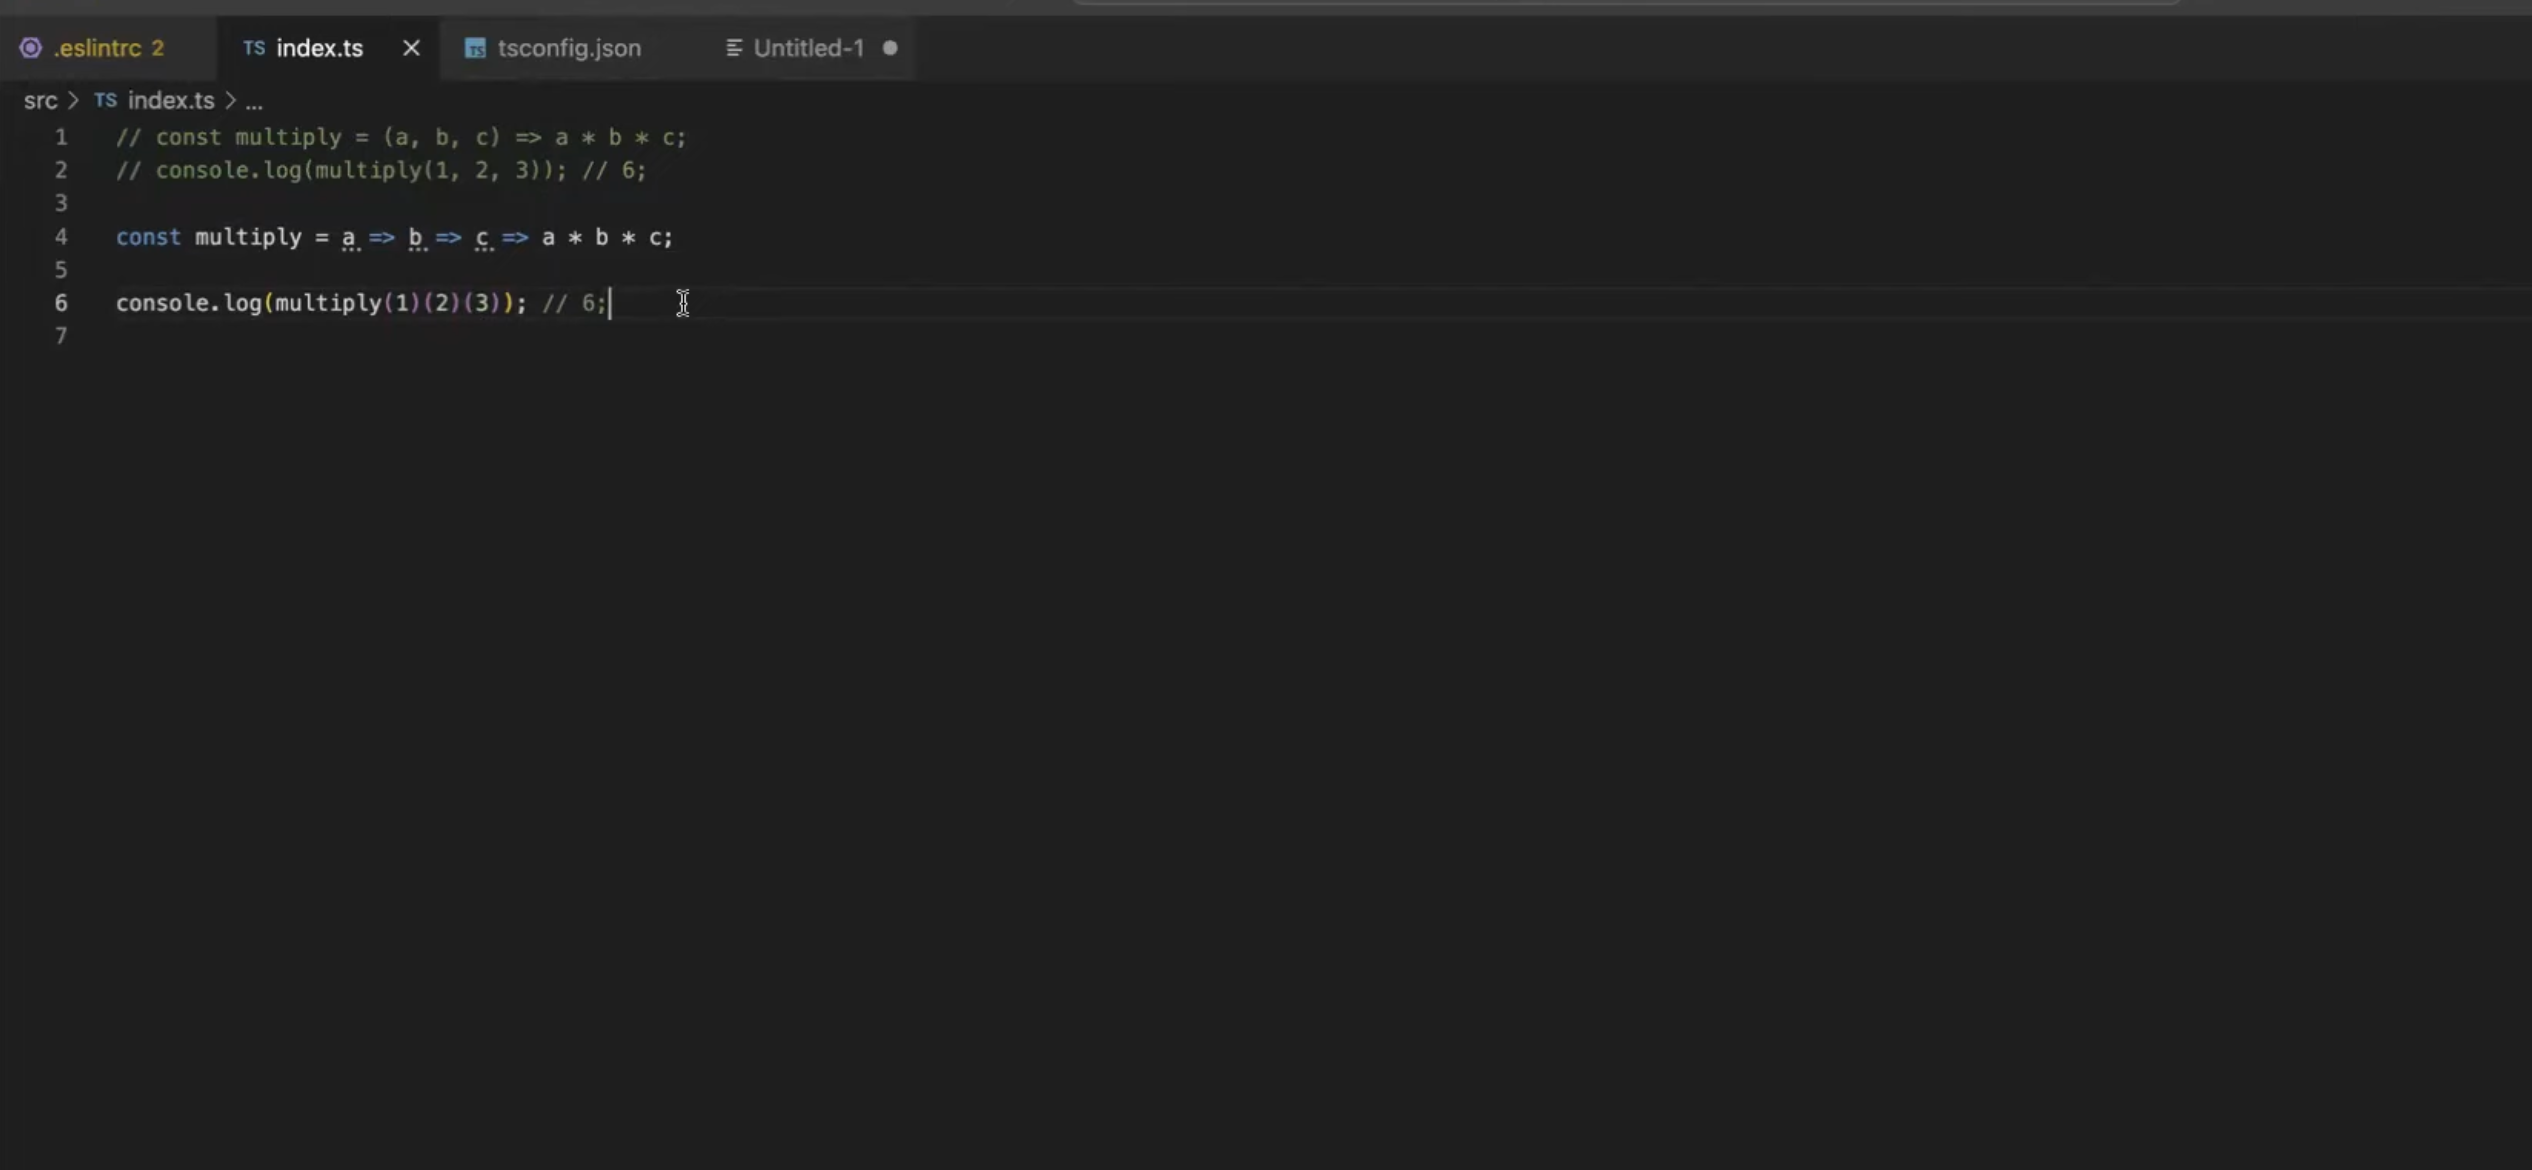 .eslintrc 2 TS index.ts TS tsconfig.json Untitled-1
src > TS index.ts > ...
1 // const multiply = (a, b, c) => a * b * c;
2 // console.log(multiply(1, 2, 3)); // 6;
3
4 const multiply = a => b => c => a * b * c;
5
6 console.log(multiply(1)(2)(3)); // 6;
7